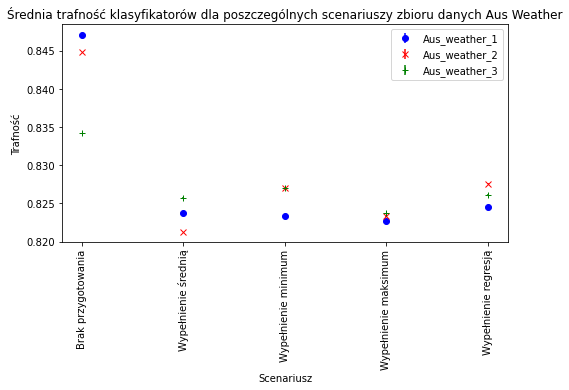 Średnia trafność klasyfikatorów dla poszczególnych scenariuszy zbioru danych Aus Weather
Aus_weather_1
Aus_weather_2
Aus_weather_3
Trafność
0.845
0.840
0.835
0.830
0.825
0.820
Brak przygotowania
Wypełnienie średnią
Wypełnienie minimum
Wypełnienie maksimum
Wypełnienie regresją
Scenariusz